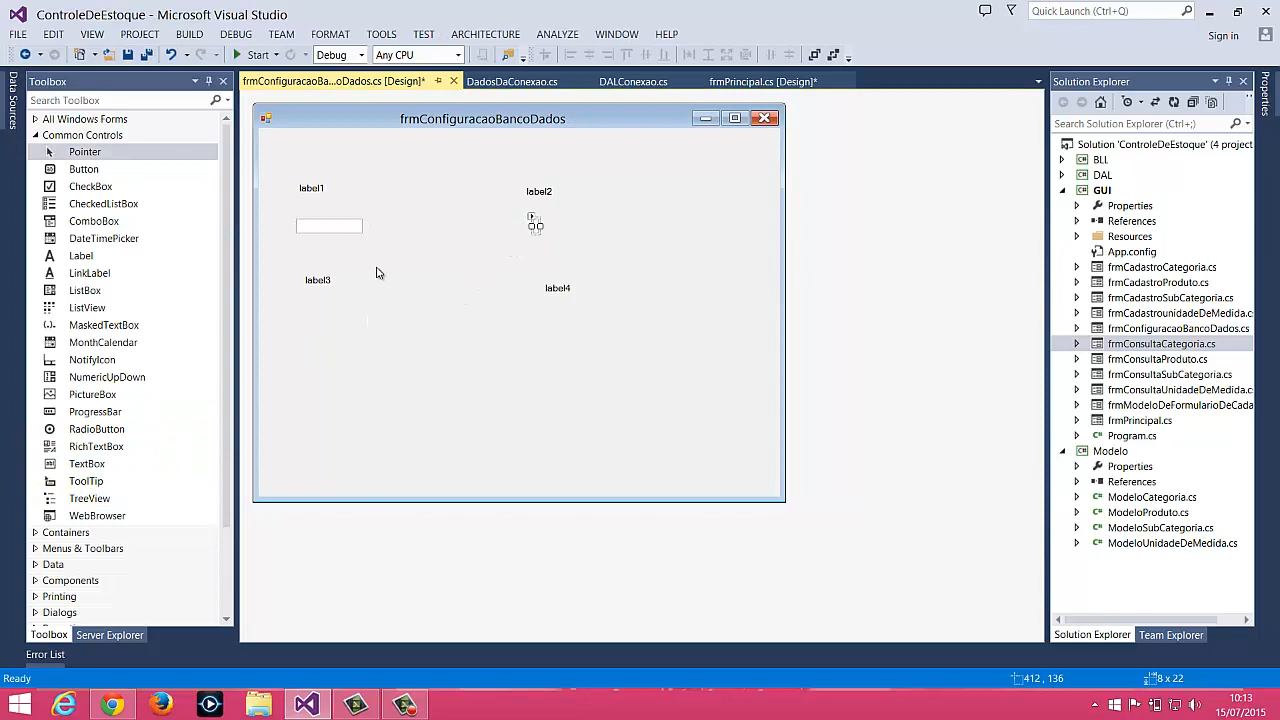 ControleDeEstoque - Microsoft Visual Studio
Quick Launch (Ctrl+Q)
FILE EDIT VIEW PROJECT BUILD DEBUG TEAM FORMAT TOOLS TEST ARCHITECTURE ANALYZE WINDOW HELP
Sign in
Start Debug Any CPU
Data Sources
Toolbox
Search Toolbox
All Windows Forms
Common Controls
Pointer
Button
CheckBox
CheckedListBox
ComboBox
DateTimePicker
Label
LinkLabel
ListBox
ListView
MaskedTextBox
MonthCalendar
NotifyIcon
NumericUpDown
PictureBox
ProgressBar
RadioButton
RichTextBox
TextBox
ToolTip
TreeView
WebBrowser
Containers
Menus & Toolbars
Data
Components
Printing
Dialogs
Toolbox Server Explorer
Error List
frmConfiguracaoBa...oDados.cs [Design]* DadosDaConexao.cs DALConexao.cs frmPrincipal.cs [Design]*
frmConfiguracaoBancoDados
label1
label2
label3
label4
Solution Explorer
Search Solution Explorer (Ctrl+;)
Solution 'ControleDeEstoque' (4 project
BLL
DAL
GUI
Properties
References
Resources
App.config
frmCadastroCategoria.cs
frmCadastroProduto.cs
frmCadastroSubCategoria.cs
frmCadastrounidadeDeMedida.c
frmConfiguracaoBancoDados.cs
frmConsultaCategoria.cs
frmConsultaProduto.cs
frmConsultaSubCategoria.cs
frmConsultaUnidadeDeMedida.c
frmModeloDeFormularioDeCada
frmPrincipal.cs
Program.cs
Modelo
Properties
References
ModeloCategoria.cs
ModeloProduto.cs
ModeloSubCategoria.cs
ModeloUnidadeDeMedida.cs
Solution Explorer Team Explorer
Properties
Ready
412 , 136
8 x 22
10:13
15/07/2015